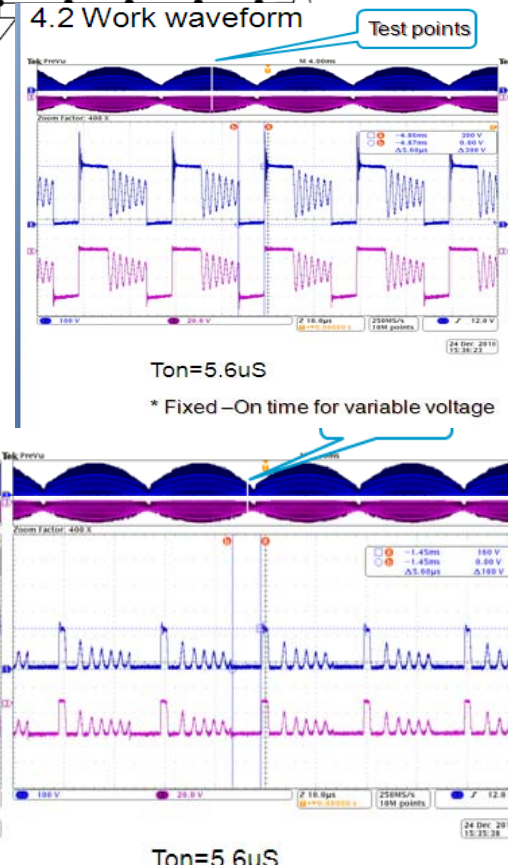 4.2 Work waveform
Test points
Tek PreVu
M 4.00ms
Zoom Factor: 400 X
-4.86ms 300 V
-4.87ms 0.00 V
Δ5.60µs Δ300 V
100 V
20.0 V
Z 10.0µs
250MS/s
10M points
12.0 V
24 Dec 2010
15:36:23
Ton=5.6uS
* Fixed –On time for variable voltage
Tek PreVu
Zoom Factor: 400 X
-1.45ms 160 V
-1.45ms 0.00 V
Δ5.60µs Δ160 V
100 V
20.0 V
Z 10.0µs
250MS/s
10M points
12.0
24 Dec 201
15:35:38
Ton=5.6uS